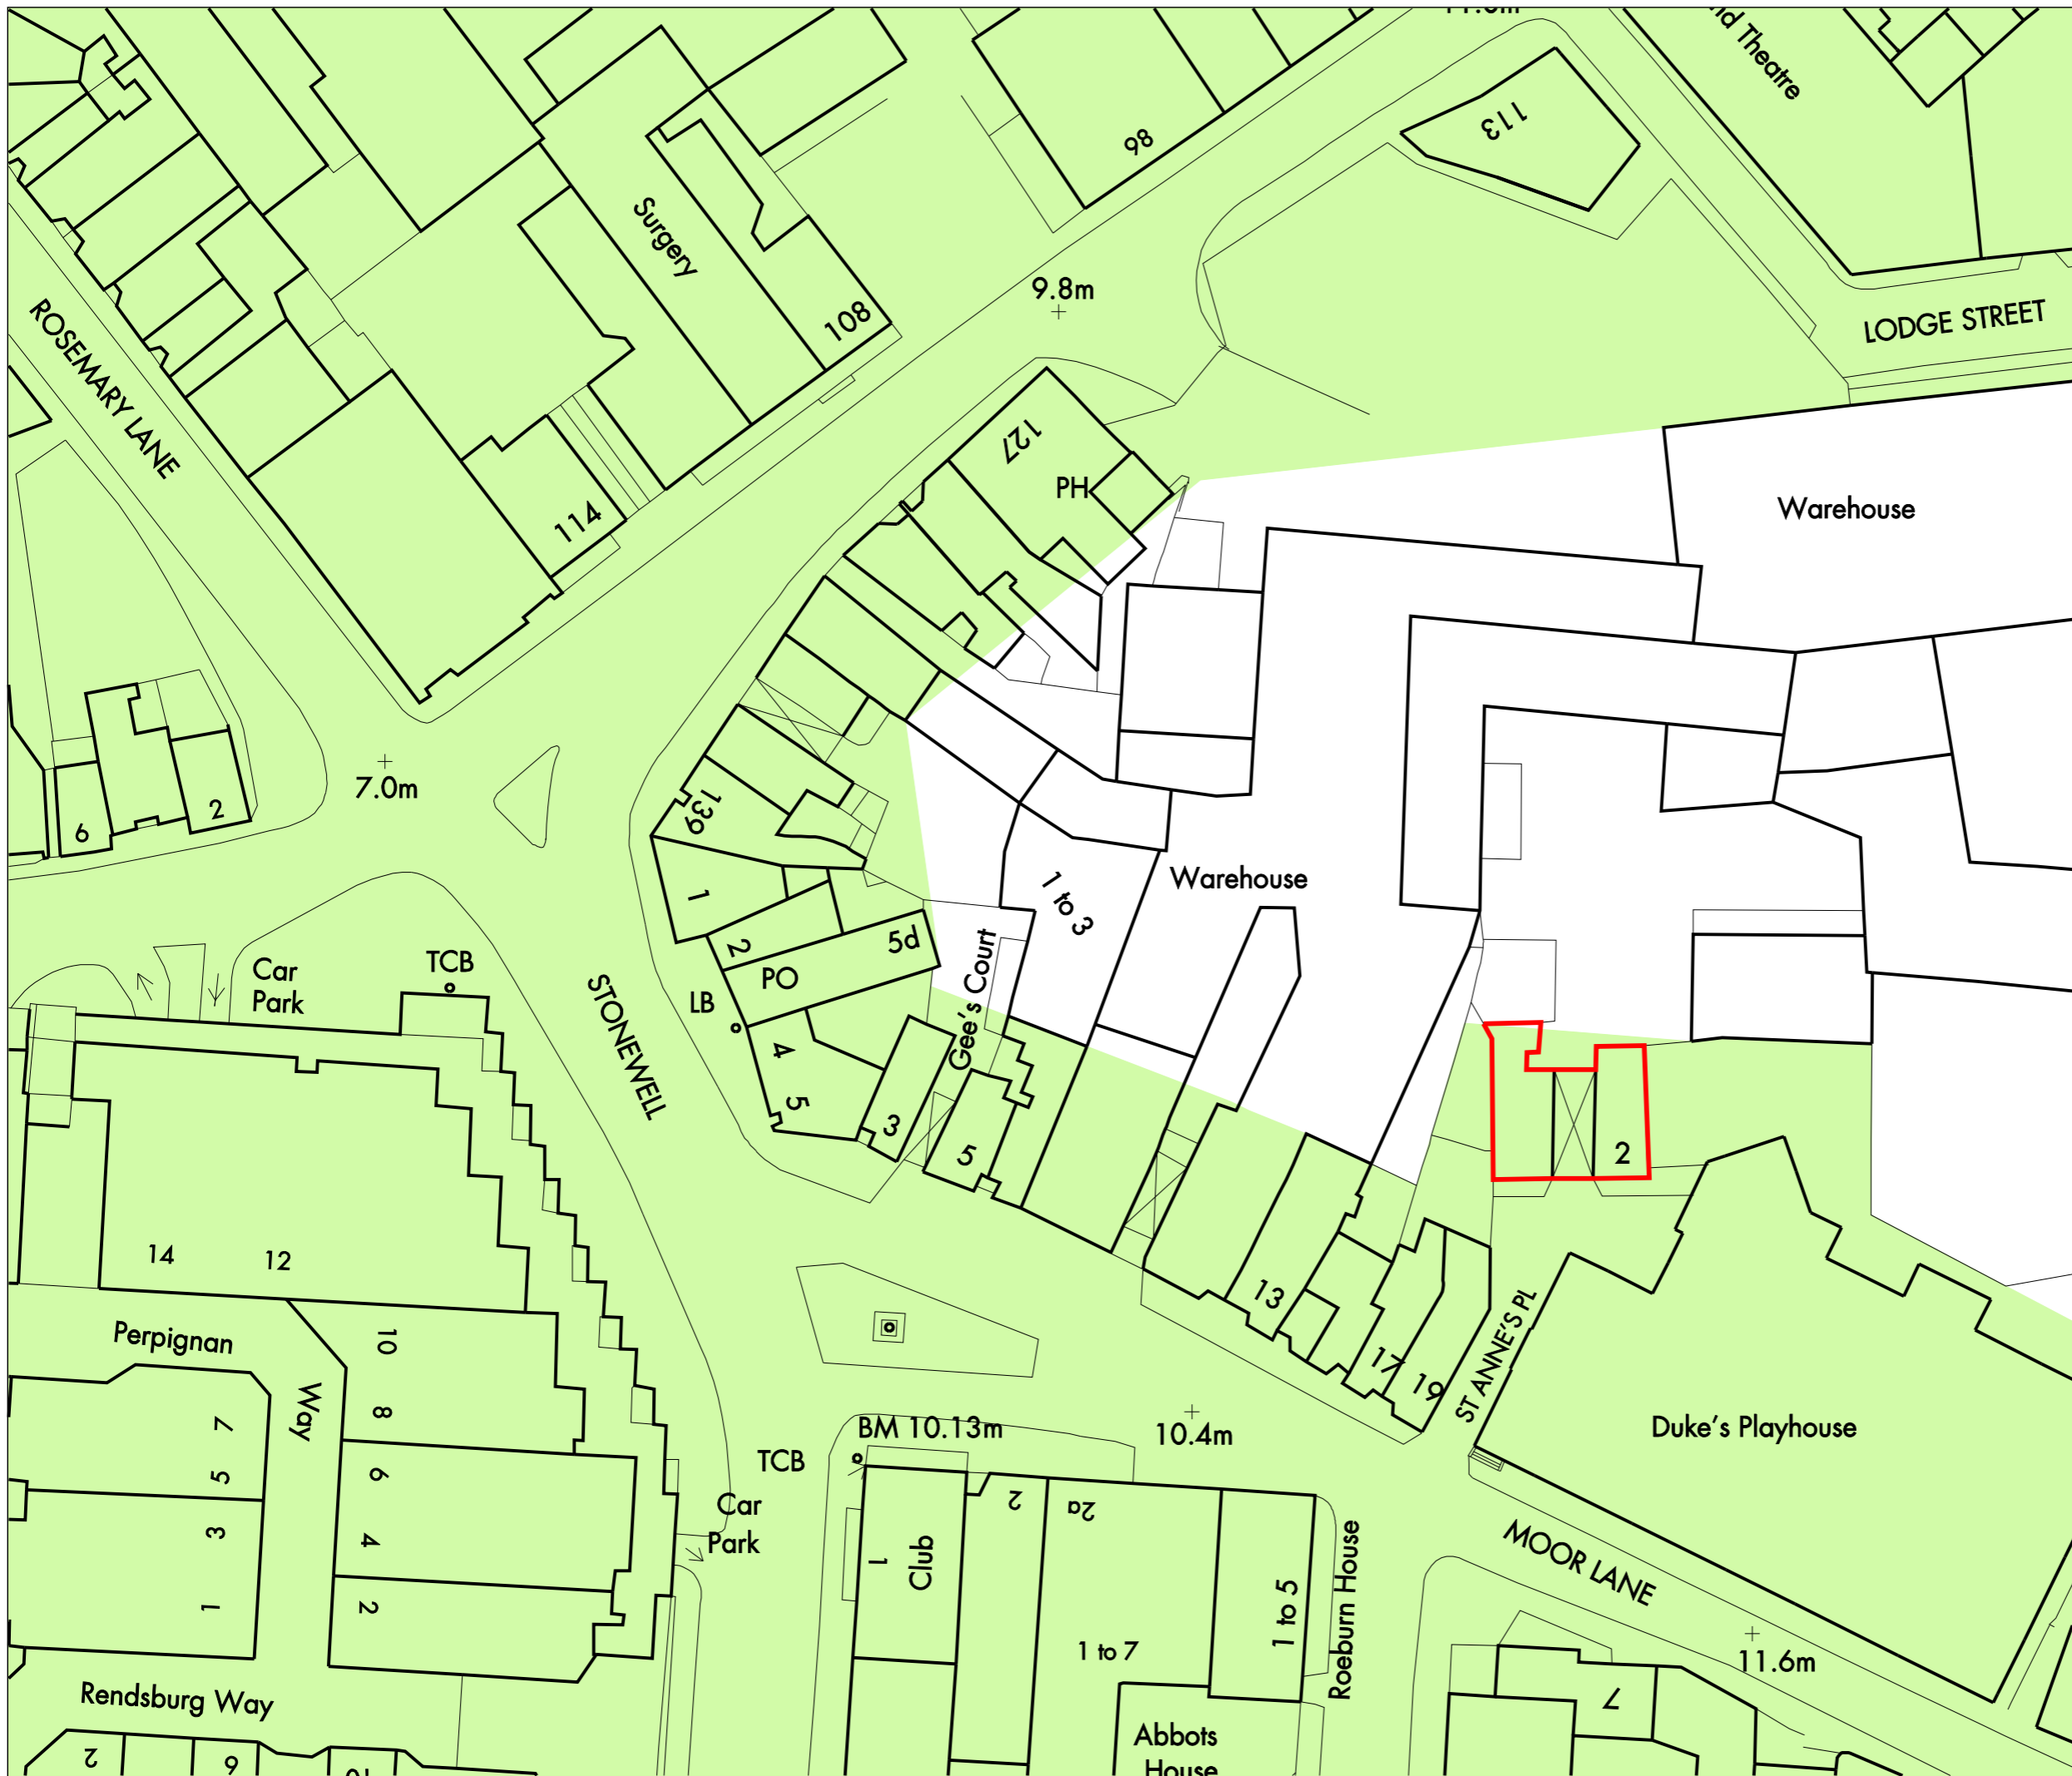 nd Theatre
113
98
Surgery
108
9.8m
LODGE STREET
ROSEMARY LANE
127
PH
114
Warehouse
7.0m
2
6
139
1
1 to 3
Warehouse
2
5d
PO
LB
Car
Park
TCB
STONEWELL
Gee's Court
4
5
3
5
2
14
12
Perpignan
Way
10
8
7
5
6
3
4
1
2
13
17
19
ST ANNE'S PL
Duke's Playhouse
BM 10.13m
10.4m
TCB
Car
Park
2
2a
1
Club
1 to 5
Roeburn House
MOOR LANE
1 to 7
11.6m
7
Rendsburg Way
Abbots
House
2